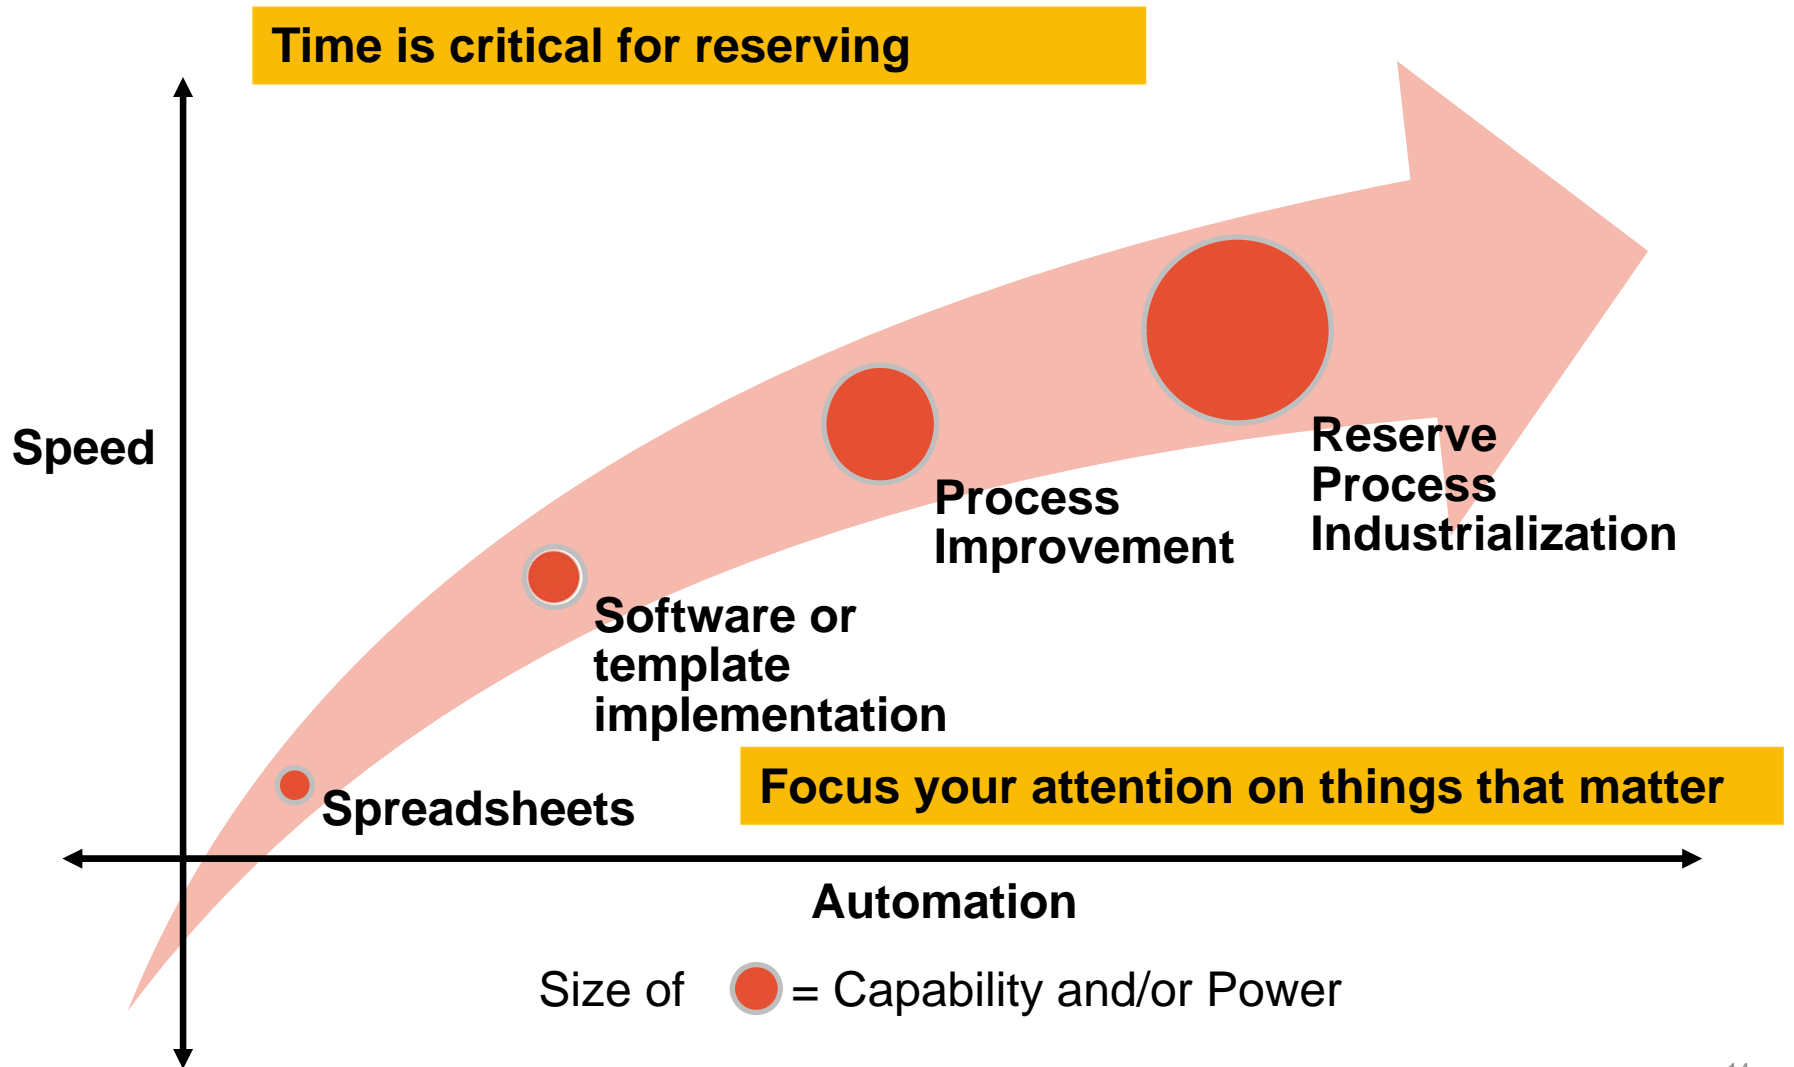 Time is critical for reserving
Speed
Reserve
Process
Industrialization
Process
Improvement
Software or
template
implementation
Focus your attention on things that matter
Spreadsheets
Automation
Size of = Capability and/or Power